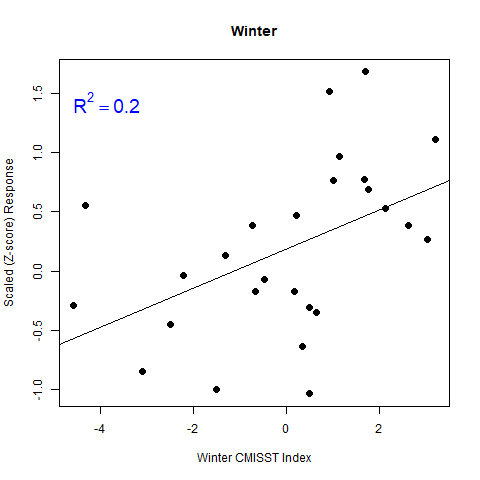 Winter
R² = 0.2
Scaled (Z-score) Response
1.5
1.0
0.5
0.0
-0.5
-1.0
-4
-2
0
2
Winter CMISST Index